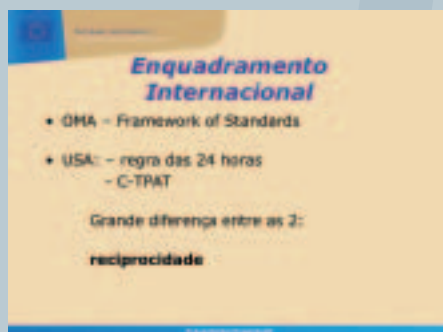 Enquadramento
Internacional
• OMA – Framework of Standards
• USA: – regra das 24 horas
– C-TPAT
Grande diferença entre as 2:
reciprocidade